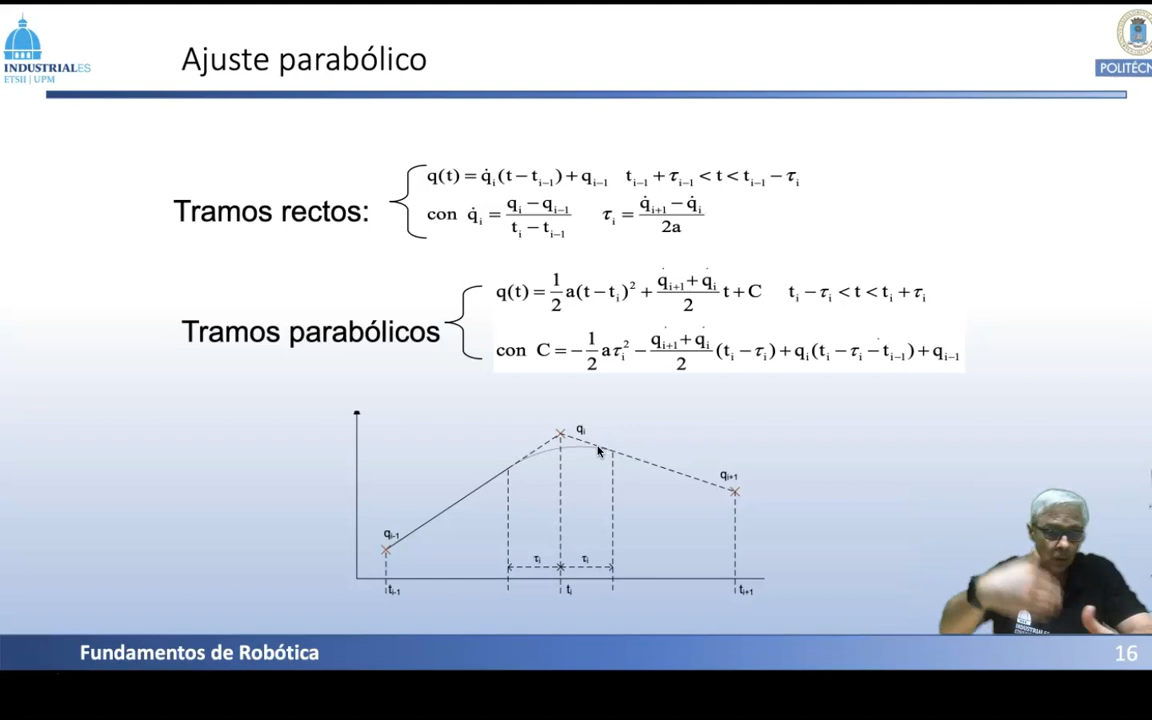 INDUSTRIALES
ETSII | UPM
Ajuste parabólico
POLITÉCN
Tramos rectos:
q(t) = q̇ᵢ(t − tᵢ₋₁) + qᵢ₋₁   tᵢ₋₁ + τᵢ₋₁ < t < tᵢ₋₁ − τᵢ
con q̇ᵢ = (qᵢ − qᵢ₋₁)/(tᵢ − tᵢ₋₁)   τᵢ = (q̇ᵢ₊₁ − q̇ᵢ)/2a
Tramos parabólicos
q(t) = 1/2 a(t − tᵢ)² + (q̇ᵢ₊₁ + q̇ᵢ)/2 t + C   tᵢ − τᵢ < t < tᵢ + τᵢ
con C = −1/2 aτᵢ² − (q̇ᵢ₊₁ + q̇ᵢ)/2 (tᵢ − τᵢ) + qᵢ(tᵢ − τᵢ − tᵢ₋₁) + qᵢ₋₁
qᵢ
qᵢ₊₁
qᵢ₋₁
τᵢ τᵢ
tᵢ₋₁ tᵢ tᵢ₊₁
Fundamentos de Robótica
16